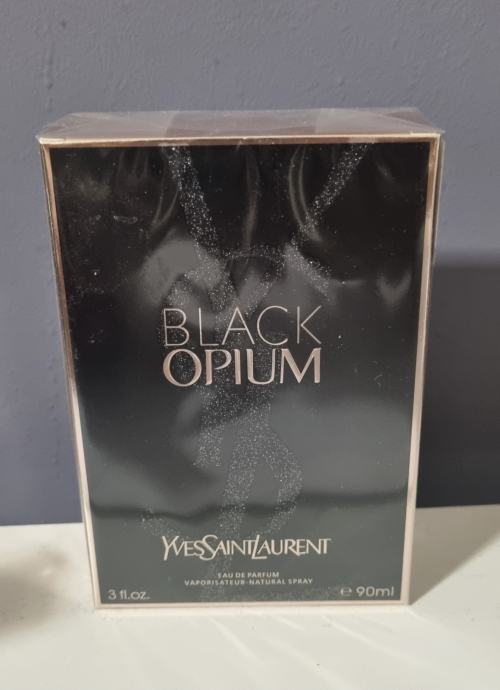 BLACK
OPIUM
YVESSAINTLAURENT
EAU DE PARFUM
VAPORISATEUR-NATURAL SPRAY
3 fl.oz. e 90ml